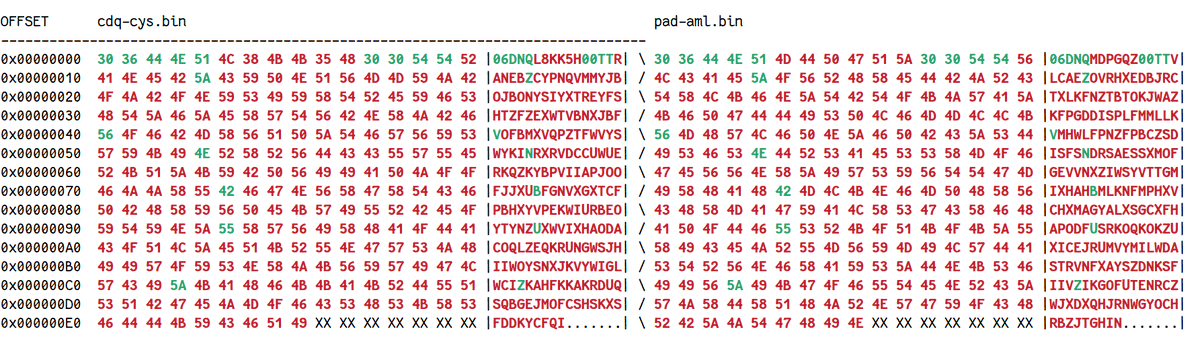 OFFSET cdq-cys.bin pad-aml.bin
--------------------------------------------------------------------------------
0x00000000 30 36 44 4E 51 4C 38 4B 4B 35 48 30 30 54 54 52 |06DNQL8KK5H00TTR| \ 30 36 44 4E 51 4D 44 50 47 51 5A 30 30 54 54 56 |06DNQMDPGQZ00TTV|
0x00000010 41 4E 45 42 5A 43 59 50 4E 51 56 4D 4D 59 4A 42 |ANEBZCYPNQVMMYJB| / 4C 43 41 45 5A 4F 56 52 48 58 45 44 42 4A 52 43 |LCAEZOVRHXEDBJRC|
0x00000020 4F 4A 42 4F 4E 59 53 49 59 58 54 52 45 59 46 53 |OJBONYSIYXTREYFS| \ 54 58 4C 4B 46 4E 5A 54 42 54 4F 4B 4A 57 41 5A |TXLKFNZTBTOKJWAZ|
0x00000030 48 54 5A 46 5A 45 58 57 54 56 42 4E 58 4A 42 46 |HTZFZEXWTVBNXJBF| / 4B 46 50 47 44 44 49 53 50 4C 46 4D 4D 4C 4C 4B |KFPGDDISPLFMMLLK|
0x00000040 56 4F 46 42 4D 58 56 51 50 5A 54 46 57 56 59 53 |VOFBMXVQPZTFWVYS| \ 56 4D 48 57 4C 46 50 4E 5A 46 50 42 43 5A 53 44 |VMHWLFPNZFPBCZSD|
0x00000050 57 59 4B 49 4E 52 58 52 56 44 43 43 55 57 55 45 |WYKINRXRVDCCUWUE| / 49 53 46 53 4E 44 52 53 41 45 53 53 58 4D 4F 46 |ISFSNDRSAESSXMOF|
0x00000060 52 4B 51 5A 4B 59 42 50 56 49 49 41 50 4A 4F 4F |RKQZKYBPVIIAPJOO| \ 47 45 56 56 4E 58 5A 49 57 53 59 56 54 54 47 4D |GEVVNXZIWSYVTTGM|
0x00000070 46 4A 4A 58 55 42 46 47 4E 56 58 47 58 54 43 46 |FJJXUBFGNVXGXTCF| / 49 58 48 41 48 42 4D 4C 4B 4E 46 4D 50 48 58 56 |IXHAHBMLKNFMPHXV|
0x00000080 50 42 48 58 59 56 50 45 4B 57 49 55 52 42 45 4F |PBHXYVPEKWIURBEO| \ 43 48 58 4D 41 47 59 41 4C 58 53 47 43 58 46 48 |CHXMAGYALXSGCXFH|
0x00000090 59 54 59 4E 5A 55 58 57 56 49 58 48 41 4F 44 41 |YTYNZUXWVIXHAODA| / 41 50 4F 44 46 55 53 52 4B 4F 51 4B 4F 4B 5A 55 |APODFUSRKOQKOKZU|
0x000000A0 43 4F 51 4C 5A 45 51 4B 52 55 4E 47 57 53 4A 48 |COQLZEQKRUNGWSJH| \ 58 49 43 45 4A 52 55 4D 56 59 4D 49 4C 57 44 41 |XICEJRUMVYMILWDA|
0x000000B0 49 49 57 4F 59 53 4E 58 4A 4B 56 59 57 49 47 4C |IIWOYSNXJKVYWIGL| / 53 54 52 56 4E 46 58 41 59 53 5A 44 4E 4B 53 46 |STRVNFXAYSZDNKSF|
0x000000C0 57 43 49 5A 4B 41 48 46 4B 4B 41 4B 52 44 55 51 |WCIZKAHFKKAKRDUQ| \ 49 49 56 5A 49 4B 47 4F 46 55 54 45 4E 52 43 5A |IIVZIKGOFUTENRCZ|
0x000000D0 53 51 42 47 45 4A 4D 4F 46 43 53 48 53 4B 58 53 |SQBGEJMOFCSHSKXS| / 57 4A 58 44 58 51 48 4A 52 4E 57 47 59 4F 43 48 |WJXDXQHJRNWGYOCH|
0x000000E0 46 44 44 4B 59 43 46 51 49 XX XX XX XX XX XX XX |FDDKYCFQI.......| \ 52 42 5A 4A 54 47 48 49 4E XX XX XX XX XX XX XX |RBZJTGHIN.......|